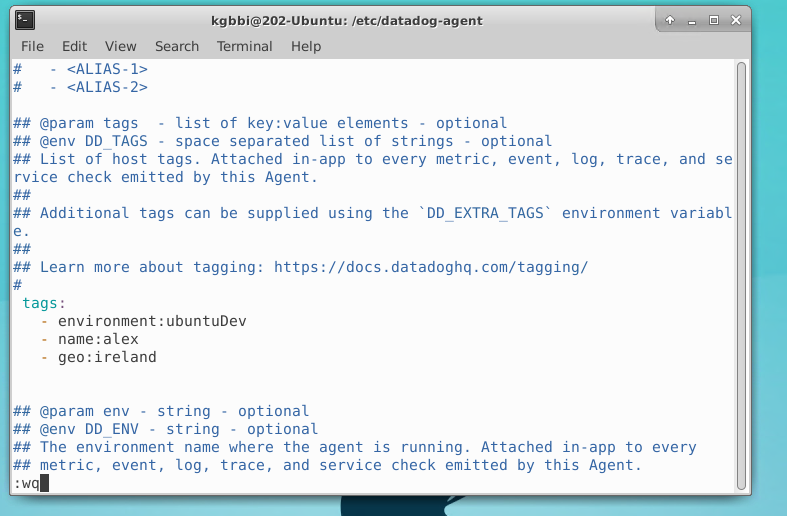 kgbbi@202-Ubuntu: /etc/datadog-agent
File Edit View Search Terminal Help
#   - <ALIAS-1>
#   - <ALIAS-2>
## @param tags  - list of key:value elements - optional
## @env DD_TAGS - space separated list of strings - optional
## List of host tags. Attached in-app to every metric, event, log, trace, and se
rvice check emitted by this Agent.
##
## Additional tags can be supplied using the `DD_EXTRA_TAGS` environment variabl
e.
##
## Learn more about tagging: https://docs.datadoghq.com/tagging/
#
 tags:
   - environment:ubuntuDev
   - name:alex
   - geo:ireland
## @param env - string - optional
## @env DD_ENV - string - optional
## The environment name where the agent is running. Attached in-app to every
## metric, event, log, trace, and service check emitted by this Agent.
:wq